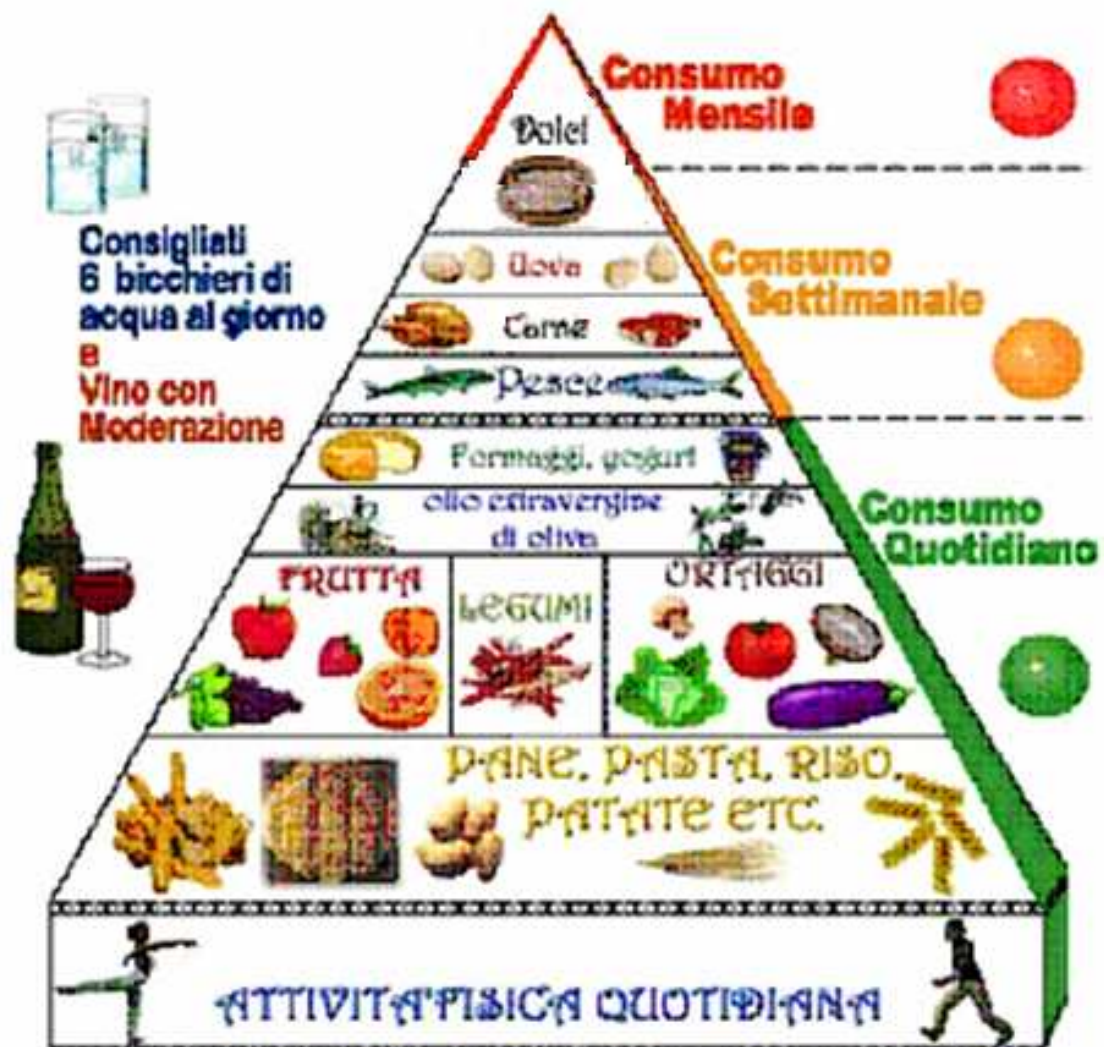 Consumo
Mensile
Dolci
Consigliati
6 bicchieri di
acqua al giorno
e
Vino con
Moderazione
Uova
Consumo
Settimanale
Carne
Pesce
Formaggi, yogurt
olio extravergine
di oliva
Consumo
Quotidiano
FRUTTA
LEGUMI
ORTAGGI
PANE, PASTA, RISO,
PATATE ETC.
ATTIVITA' FISICA QUOTIDIANA